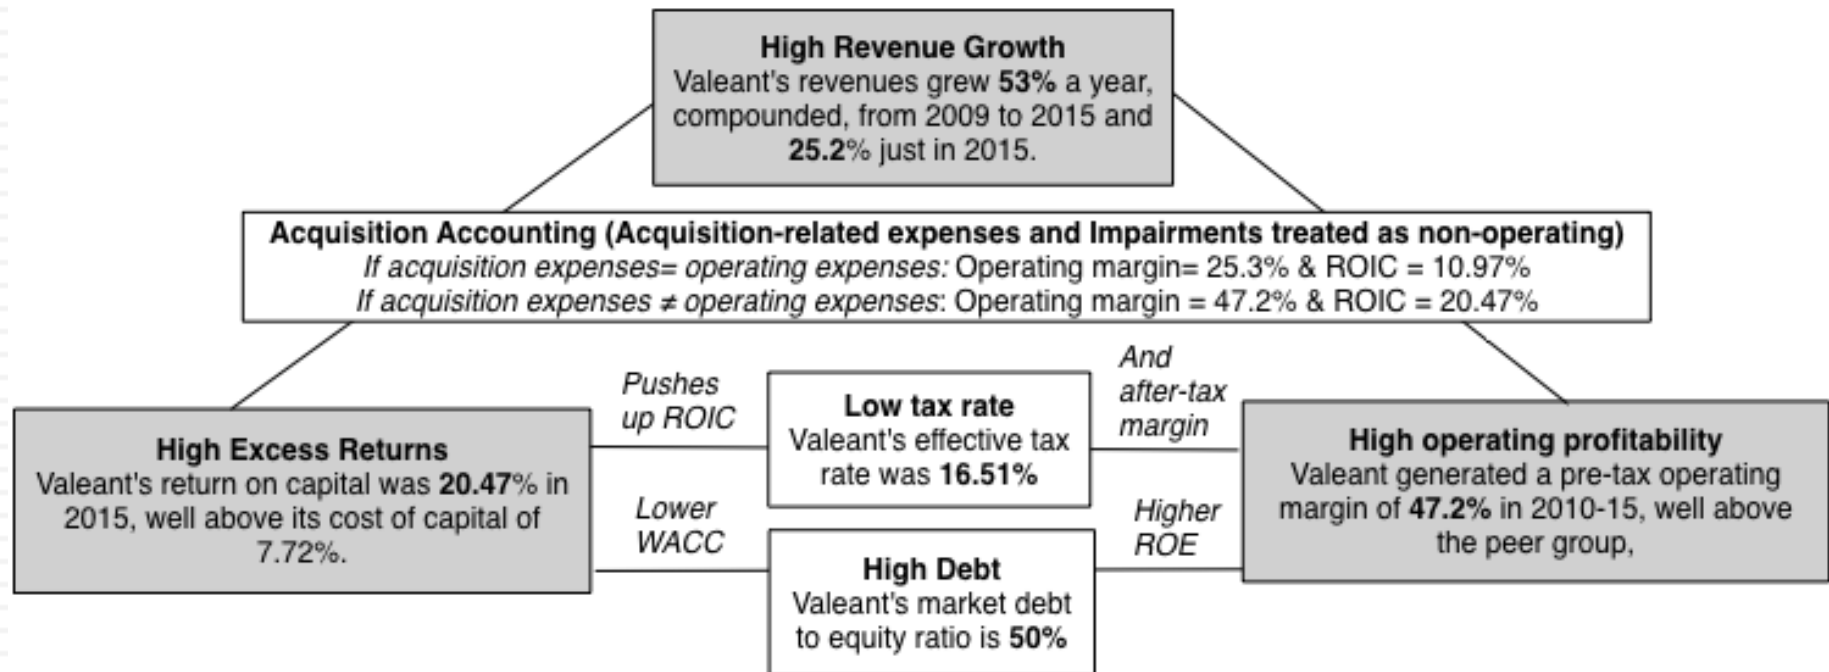 High Revenue Growth
Valeant's revenues grew 53% a year,
compounded, from 2009 to 2015 and
25.2% just in 2015.
Acquisition Accounting (Acquisition-related expenses and Impairments treated as non-operating)
If acquisition expenses= operating expenses: Operating margin= 25.3% & ROIC = 10.97%
If acquisition expenses ≠ operating expenses: Operating margin = 47.2% & ROIC = 20.47%
High Excess Returns
Valeant's return on capital was 20.47% in
2015, well above its cost of capital of
7.72%.
Pushes
up ROIC
Lower
WACC
Low tax rate
Valeant's effective tax
rate was 16.51%
High Debt
Valeant's market debt
to equity ratio is 50%
And
after-tax
margin
Higher
ROE
High operating profitability
Valeant generated a pre-tax operating
margin of 47.2% in 2010-15, well above
the peer group,